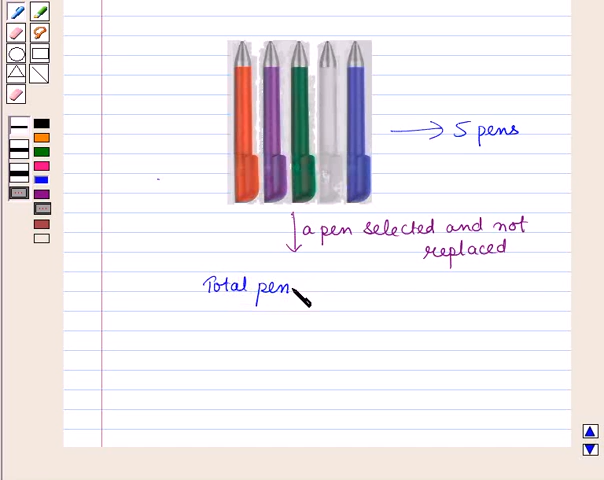 → 5 pens
a pen selected and not
replaced
Total pen